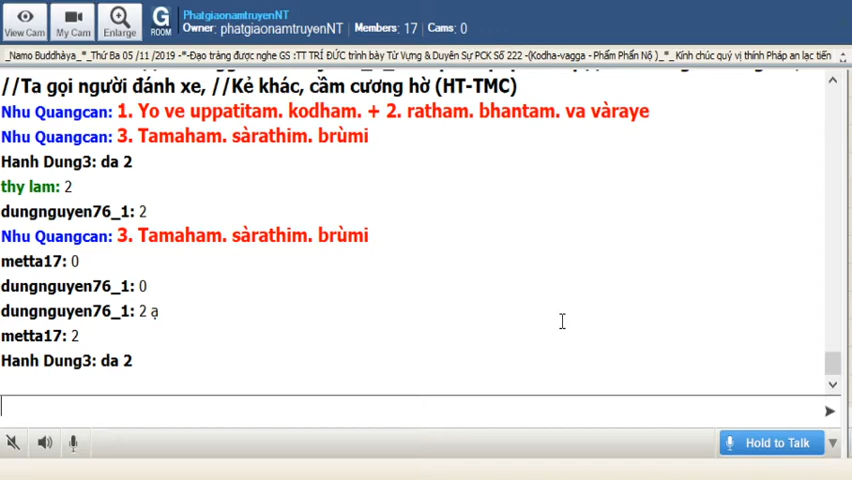 View Cam
My Cam
Enlarge
G
ROOM
PhatgiaonamtruyenNT
Owner: phatgiaonamtruyenNT Members: 17 Cams: 0
_Namo Buddhàya_*_Thứ Ba 05 /11 /2019 -*-Đạo tràng được nghe GS :TT TRÍ ĐỨC trình bày Từ Vựng & Duyên Sự PCK Số 222 -(Kodha-vagga - Phẩm Phẫn Nộ )_*_ Kính chúc quý vị thính Pháp an lạc tiến
//Ta gọi người đánh xe, //Kẻ khác, cầm cương hờ (HT-TMC)
Nhu Quangcan: 1. Yo ve uppatitam. kodham. + 2. ratham. bhantam. va vàraye
Nhu Quangcan: 3. Tamaham. sàrathim. brùmi
Hanh Dung3: da 2
thy lam: 2
dungnguyen76_1: 2
Nhu Quangcan: 3. Tamaham. sàrathim. brùmi
metta17: 0
dungnguyen76_1: 0
dungnguyen76_1: 2 ạ
metta17: 2
Hanh Dung3: da 2
Hold to Talk